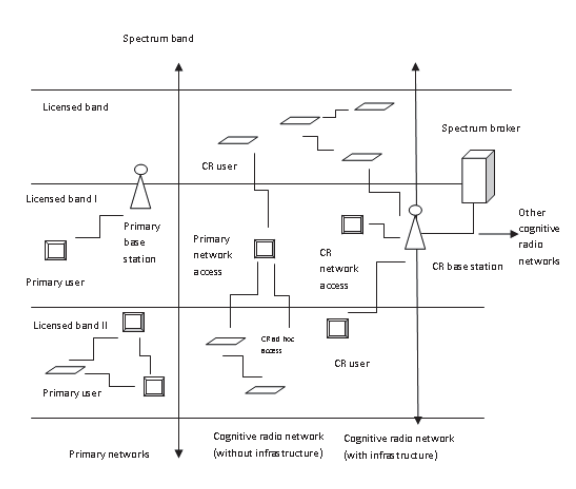 Spectrum band
Licensed band
Spectrum broker
CR user
Licensed band I
Primary
base
station
Primary user
Primary
network
access
CR
network
access
CR base station
Other
cognitive
radio
networks
Licensed band II
CR ad hoc
access
CR user
Primary user
Primary networks
Cognitive radio network
(without infrastructure)
Cognitive radio network
(with infrastructure)